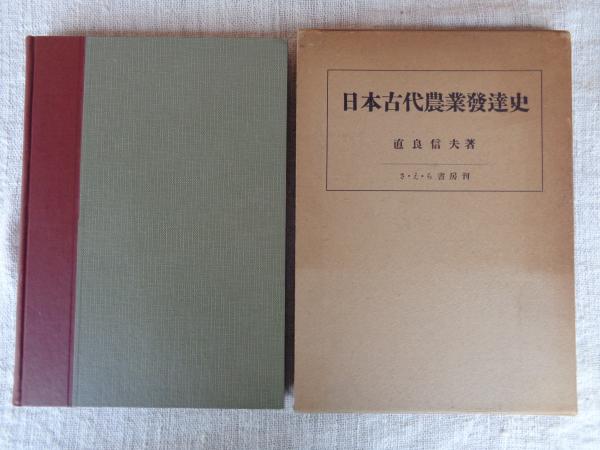 日本古代農業發達史
直良信夫著
さ・え・ら書房刊